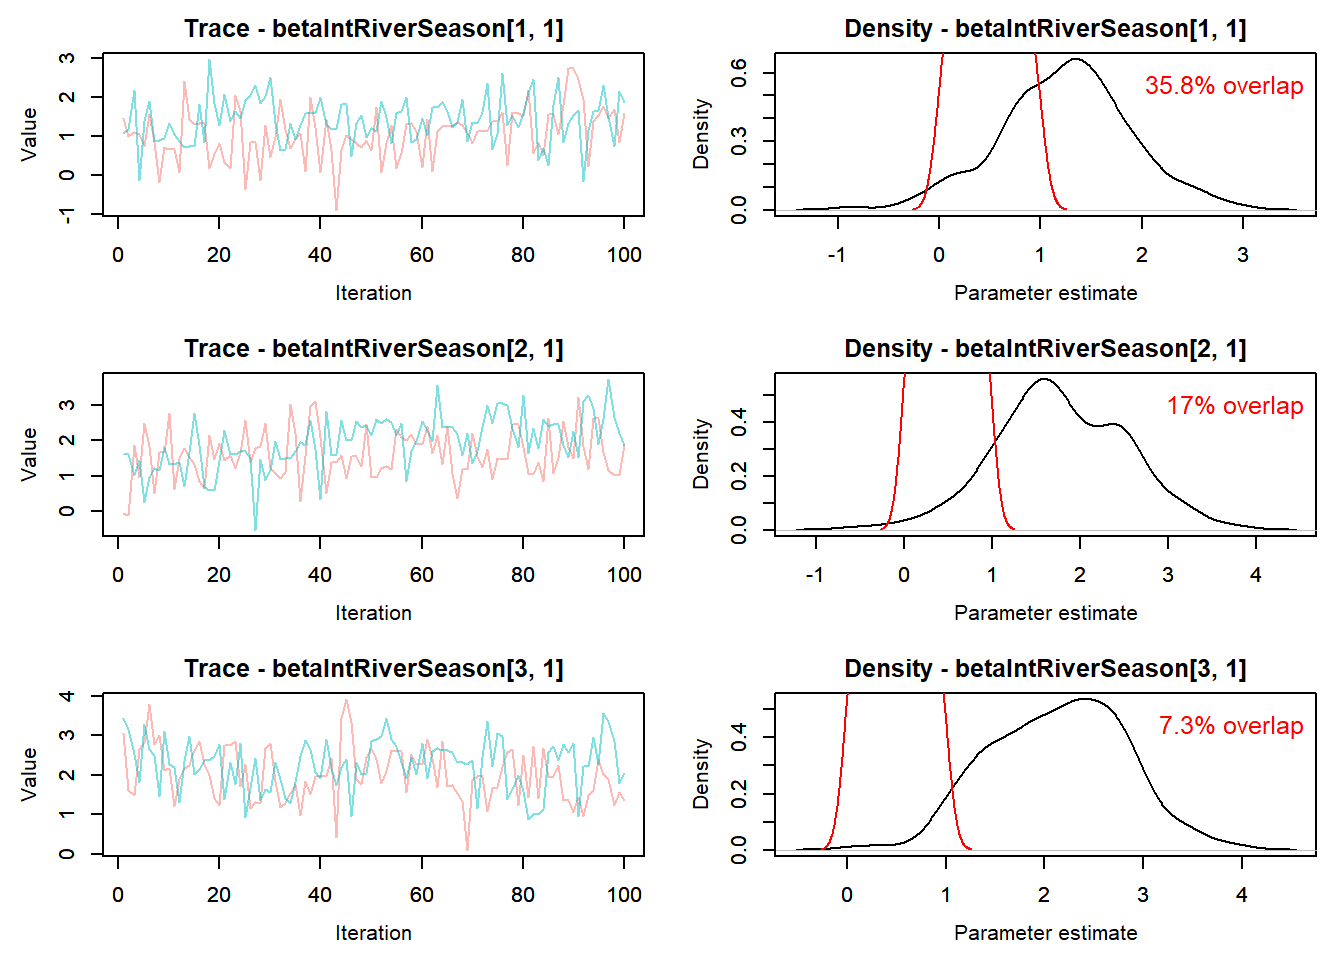 Trace - betaIntRiverSeason[1, 1]
Value
-1 0 1 2 3
0 20 40 60 80 100
Iteration
Density - betaIntRiverSeason[1, 1]
35.8% overlap
Density
0.0 0.3 0.6
-1 0 1 2 3
Parameter estimate
Trace - betaIntRiverSeason[2, 1]
Value
0 1 2 3
0 20 40 60 80 100
Iteration
Density - betaIntRiverSeason[2, 1]
17% overlap
Density
0.0 0.2 0.4
-1 0 1 2 3 4
Parameter estimate
Trace - betaIntRiverSeason[3, 1]
Value
0 1 2 3 4
0 20 40 60 80 100
Iteration
Density - betaIntRiverSeason[3, 1]
7.3% overlap
Density
0.0 0.2 0.4
0 1 2 3 4
Parameter estimate